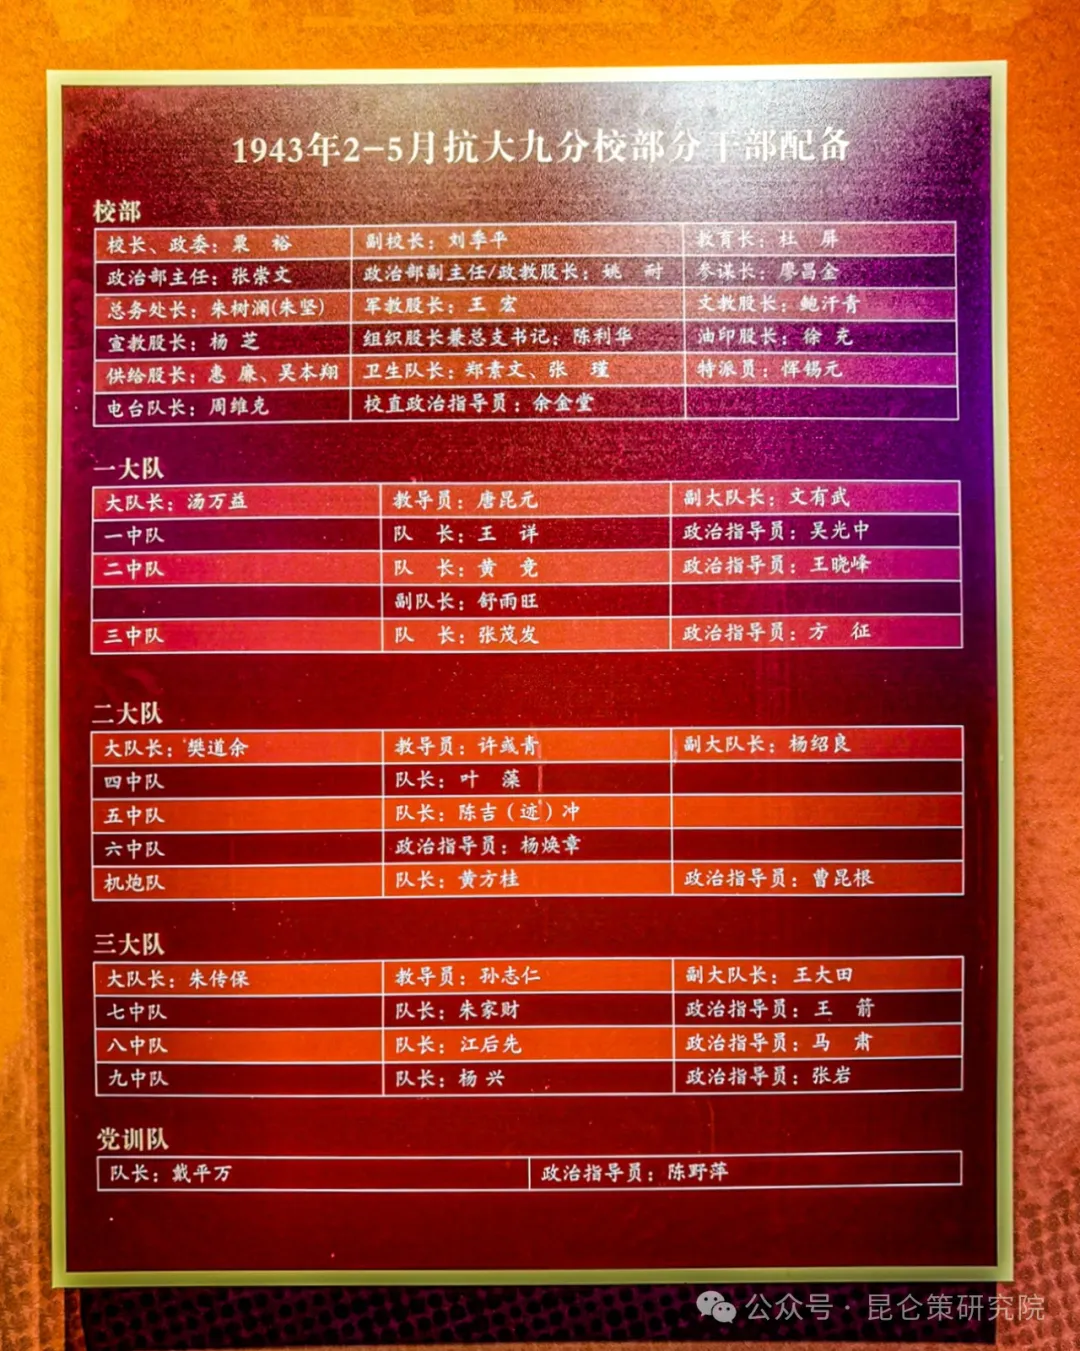 1943年2-5月抗大九分校部分干部配备
校部
校长、政委：粟　裕　副校长：刘季平　教育长：杜　屏
政治部主任：张崇文　政治部副主任/政教股长：姚　耐　参谋长：廖昌金
总务处长：朱树澜(朱坚)　军教股长：王　宏　文教股长：鲍汗青
宣教股长：杨　芝　组织股长兼总支书记：陈利华　油印股长：徐　充
供给股长：惠　廉、吴本翔　卫生队长：郑素文、张　瑾　特派员：恽锡元
电台队长：周维克　校直政治指导员：余金堂
一大队
大队长：汤万益　教导员：唐昆元　副大队长：文有武
一中队　队　长：王　详　政治指导员：吴光中
二中队　队　长：黄　竞　政治指导员：王晓峰
副队长：舒雨旺
三中队　队　长：张茂发　政治指导员：方　征
二大队
大队长：樊道余　教导员：许彧青　副大队长：杨绍良
四中队　队长：叶　藻
五中队　队长：陈吉（迹）冲
六中队　政治指导员：杨焕章
机炮队　队长：黄方桂　政治指导员：曹昆根
三大队
大队长：朱传保　教导员：孙志仁　副大队长：王大田
七中队　队长：朱家财　政治指导员：王　箭
八中队　队长：江后先　政治指导员：马　肃
九中队　队长：杨 兴　政治指导员：张岩
党训队
队长：戴平万　政治指导员：陈野萍
公众号 · 昆仑策研究院